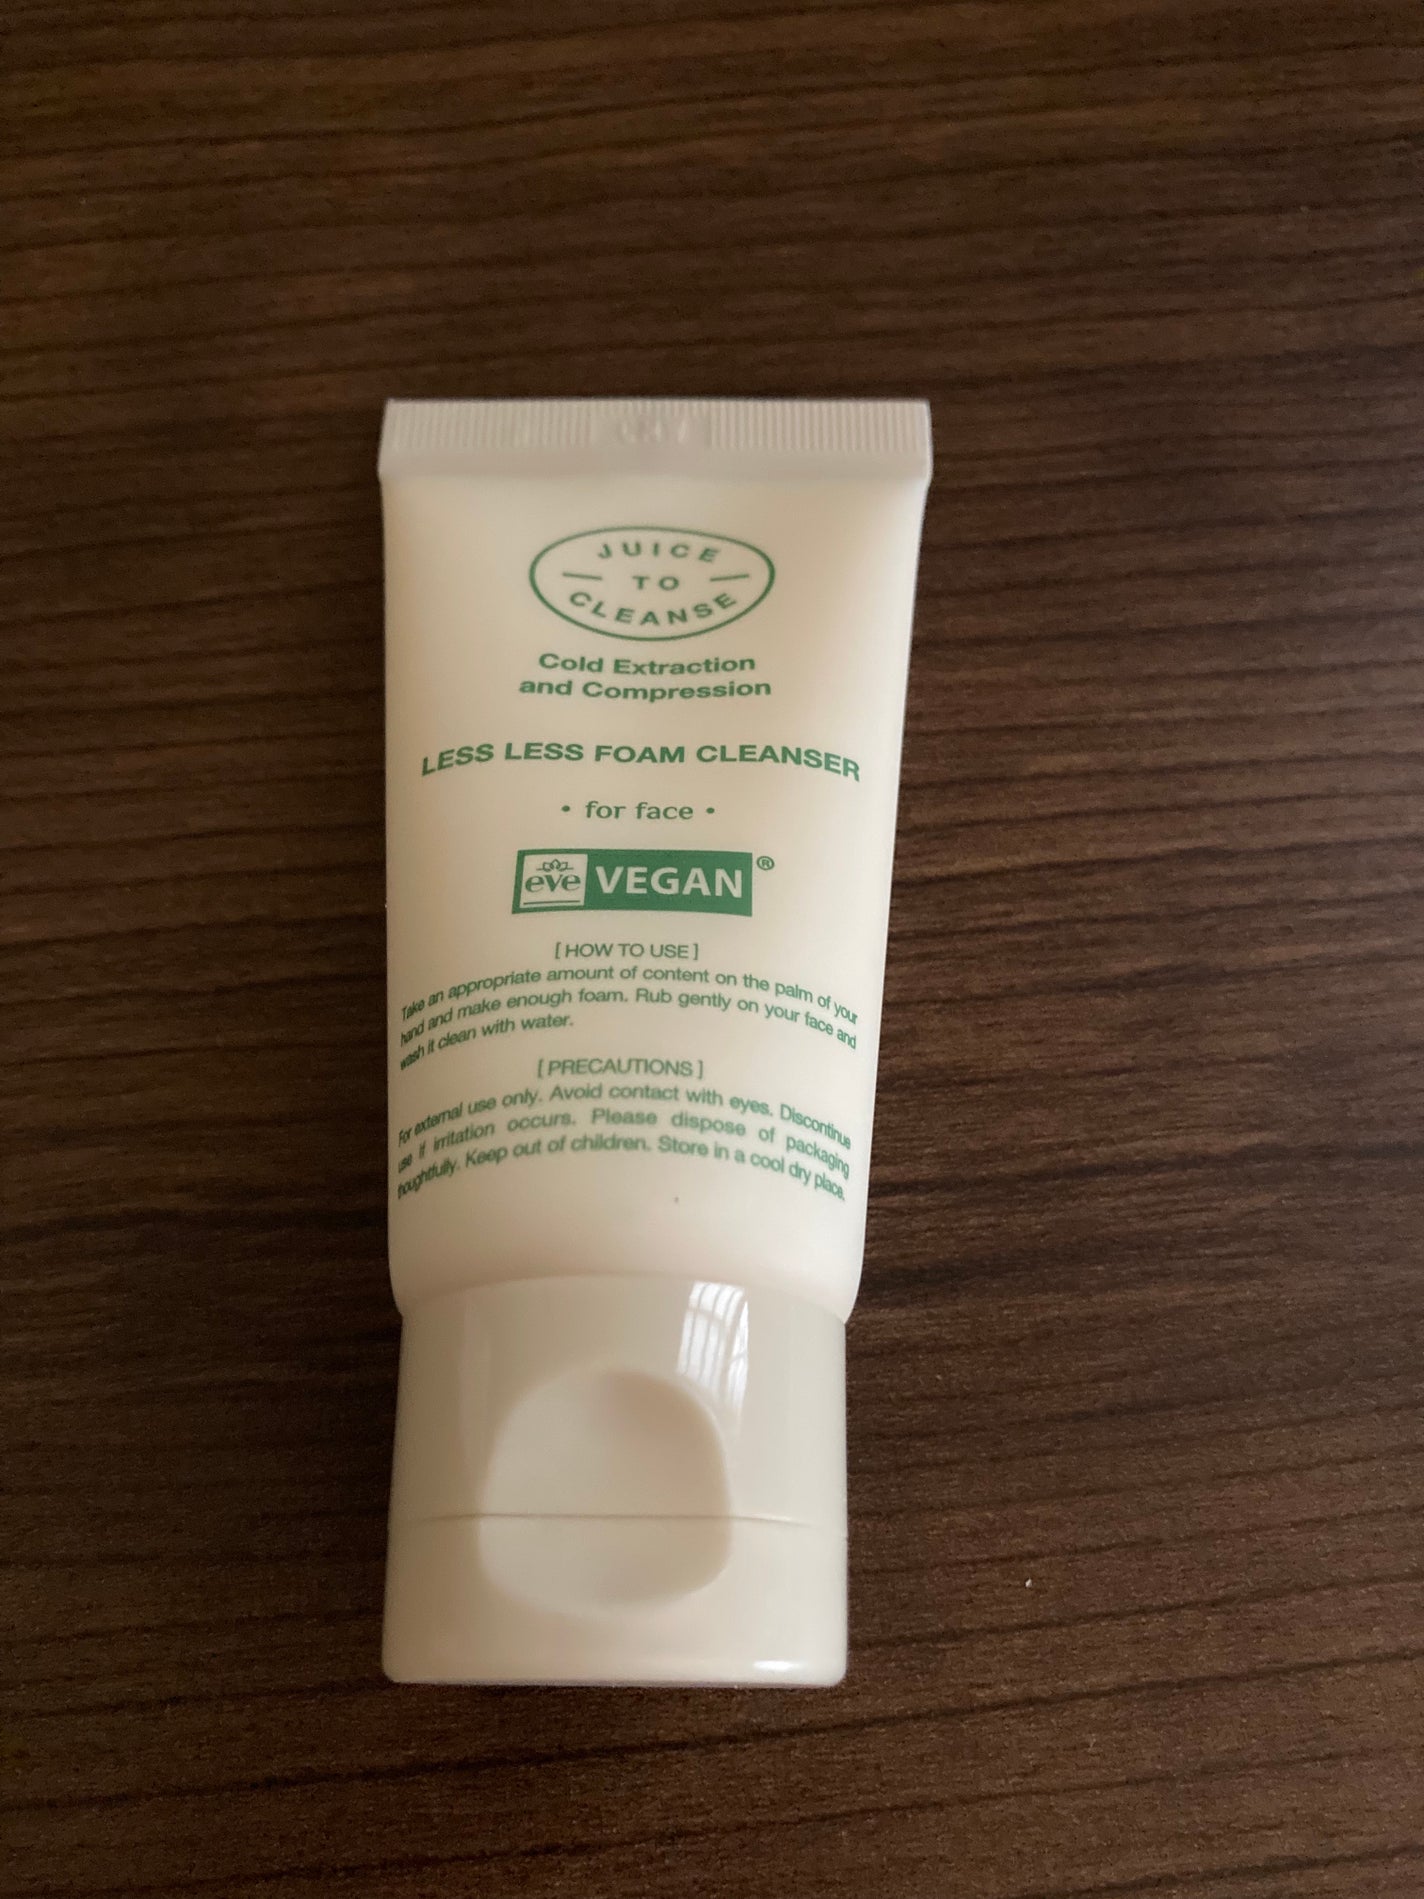 JUICE
TO
CLEANSE
Cold Extraction
and Compression
LESS LESS FOAM CLEANSER
• for face •
eve VEGAN ®
[ HOW TO USE ]
Take an appropriate amount of content on the palm of your
hand and make enough foam. Rub gently on your face and
wash it clean with water.
[ PRECAUTIONS ]
For external use only. Avoid contact with eyes. Discontinue
use if irritation occurs. Please dispose of packaging
thoughtfully. Keep out of children. Store in a cool dry place.